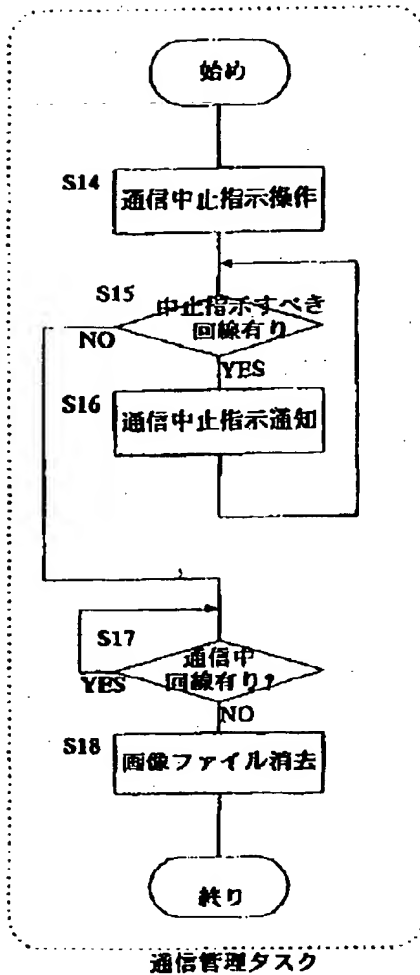 始め
S14
通信中止指示操作
S15
中止指示すべき
回線有り
NO
YES
S16
通信中止指示通知
S17
通信中
回線有り?
YES
NO
S18
画像ファイル消去
終り
通信管理タスク